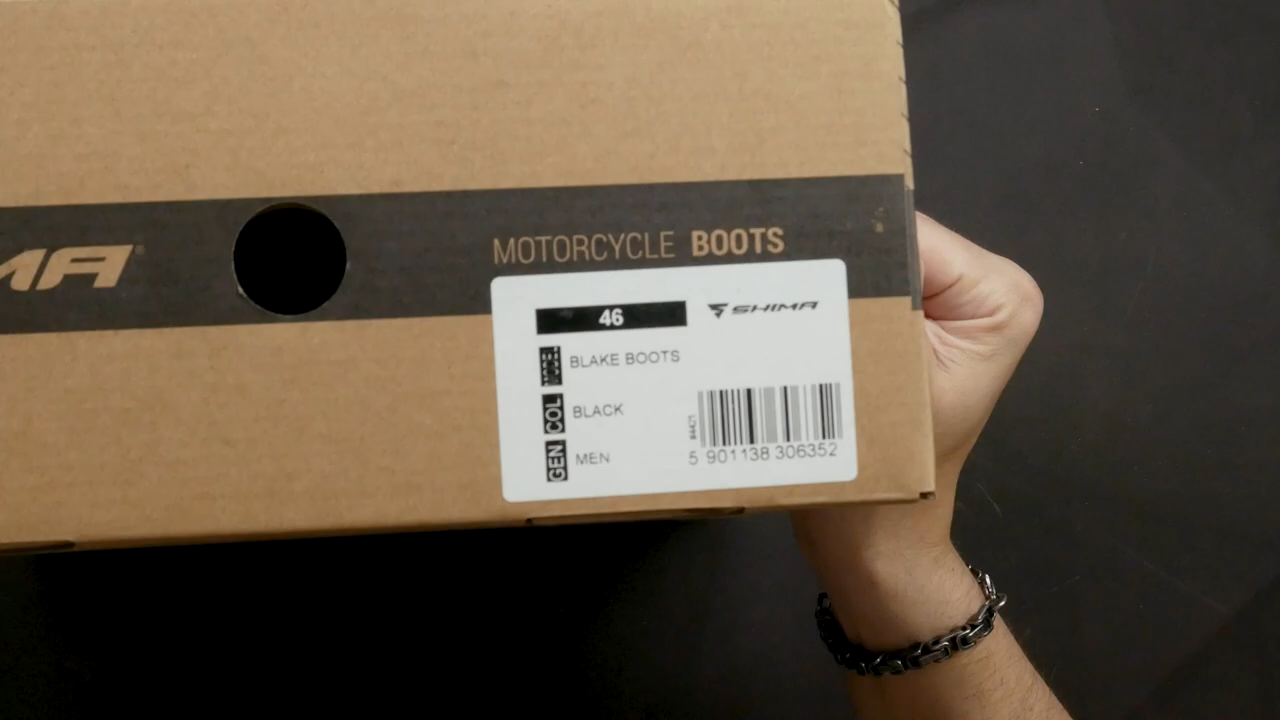 MA
MOTORCYCLE BOOTS
46
SHIMA
BLAKE BOOTS
COL BLACK
GEN MEN
5 901138 306352